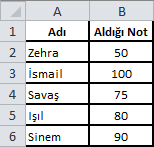 A B
1 Adı Aldığı Not
2 Zehra 50
3 İsmail 100
4 Savaş 75
5 Işıl 80
6 Sinem 90